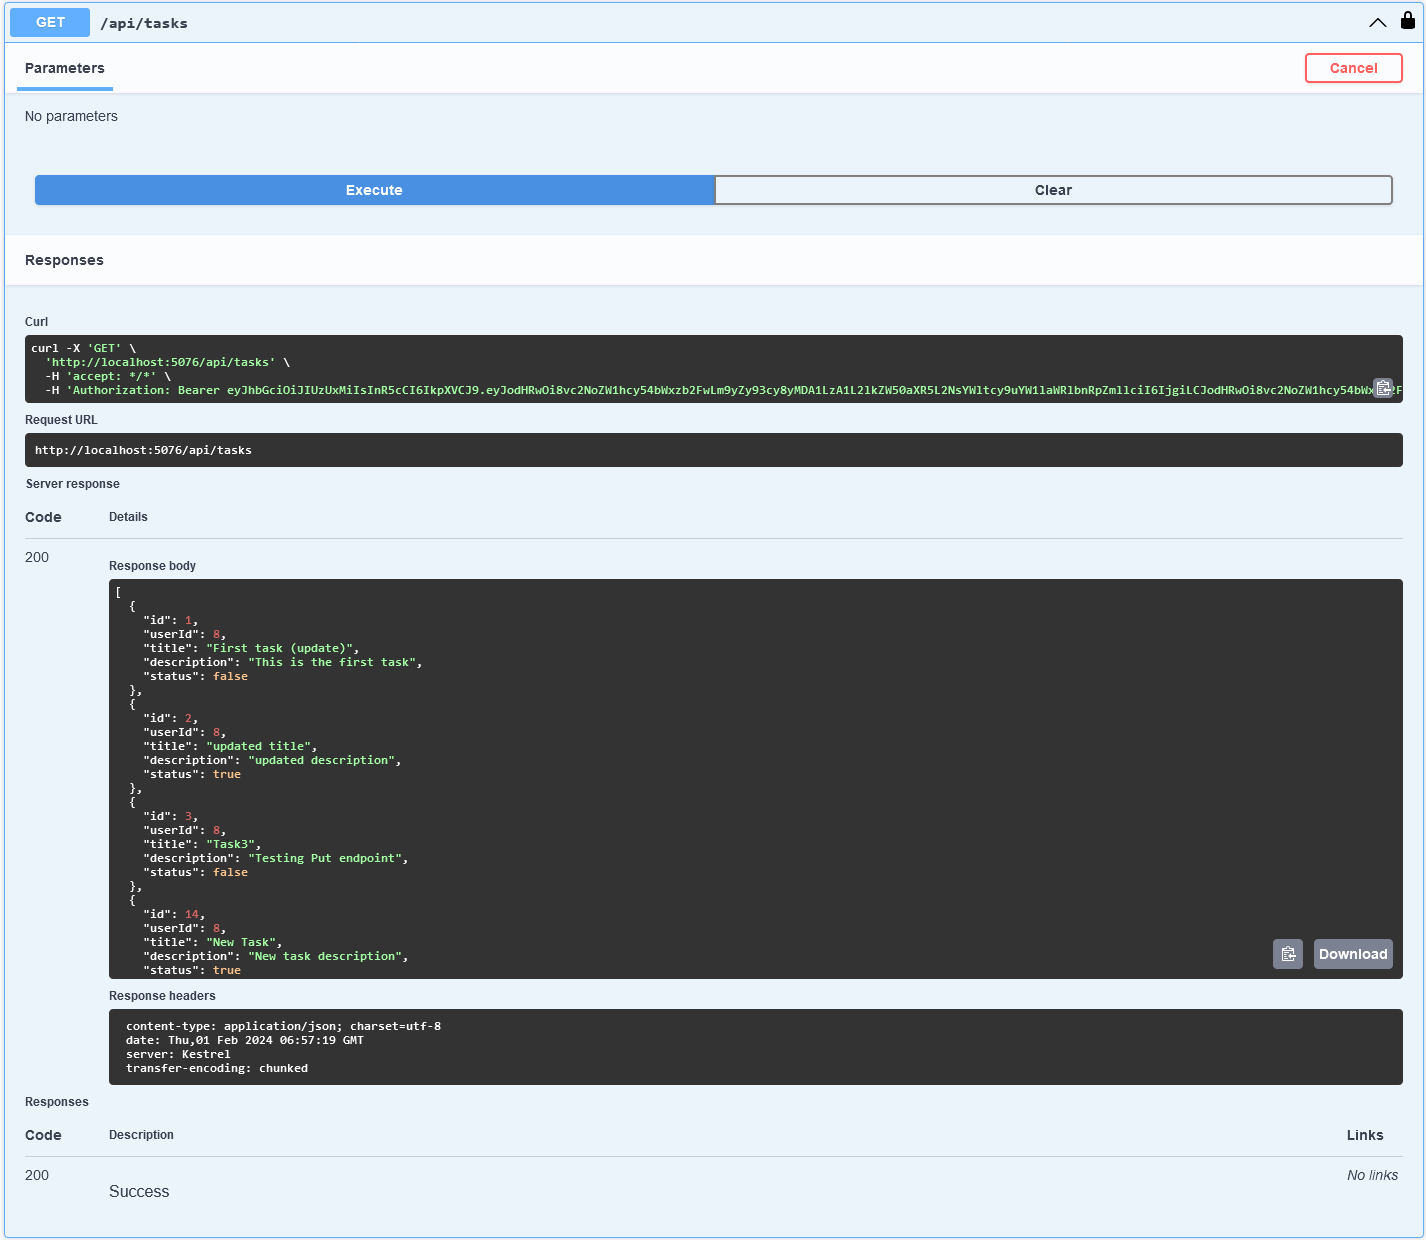 GET /api/tasks
Parameters
Cancel
No parameters
Execute
Clear
Responses
Curl
curl -X 'GET' \
  'http://localhost:5076/api/tasks' \
  -H 'accept: */*' \
  -H 'Authorization: Bearer eyJhbGciOiJIUzUxMiIsInR5cCI6IkpXVCJ9.eyJodHRwOi8vc2NoZW1hcy54bWxzb2FwLm9yZy93cy8yMDA1LzA1L2lkZW50aXR5L2NsYWltcy9uYW1laWRlbnRpZmllciI6IjgiLCJodHRwOi8vc2NoZW1hcy54bWx
Request URL
http://localhost:5076/api/tasks
Server response
Code Details
200
Response body
[
  {
    "id": 1,
    "userId": 8,
    "title": "First task (update)",
    "description": "This is the first task",
    "status": false
  },
  {
    "id": 2,
    "userId": 8,
    "title": "updated title",
    "description": "updated description",
    "status": true
  },
  {
    "id": 3,
    "userId": 8,
    "title": "Task3",
    "description": "Testing Put endpoint",
    "status": false
  },
  {
    "id": 14,
    "userId": 8,
    "title": "New Task",
    "description": "New task description",
    "status": true
Download
Response headers
content-type: application/json; charset=utf-8
date: Thu,01 Feb 2024 06:57:19 GMT
server: Kestrel
transfer-encoding: chunked
Responses
Code Description Links
200 No links
Success